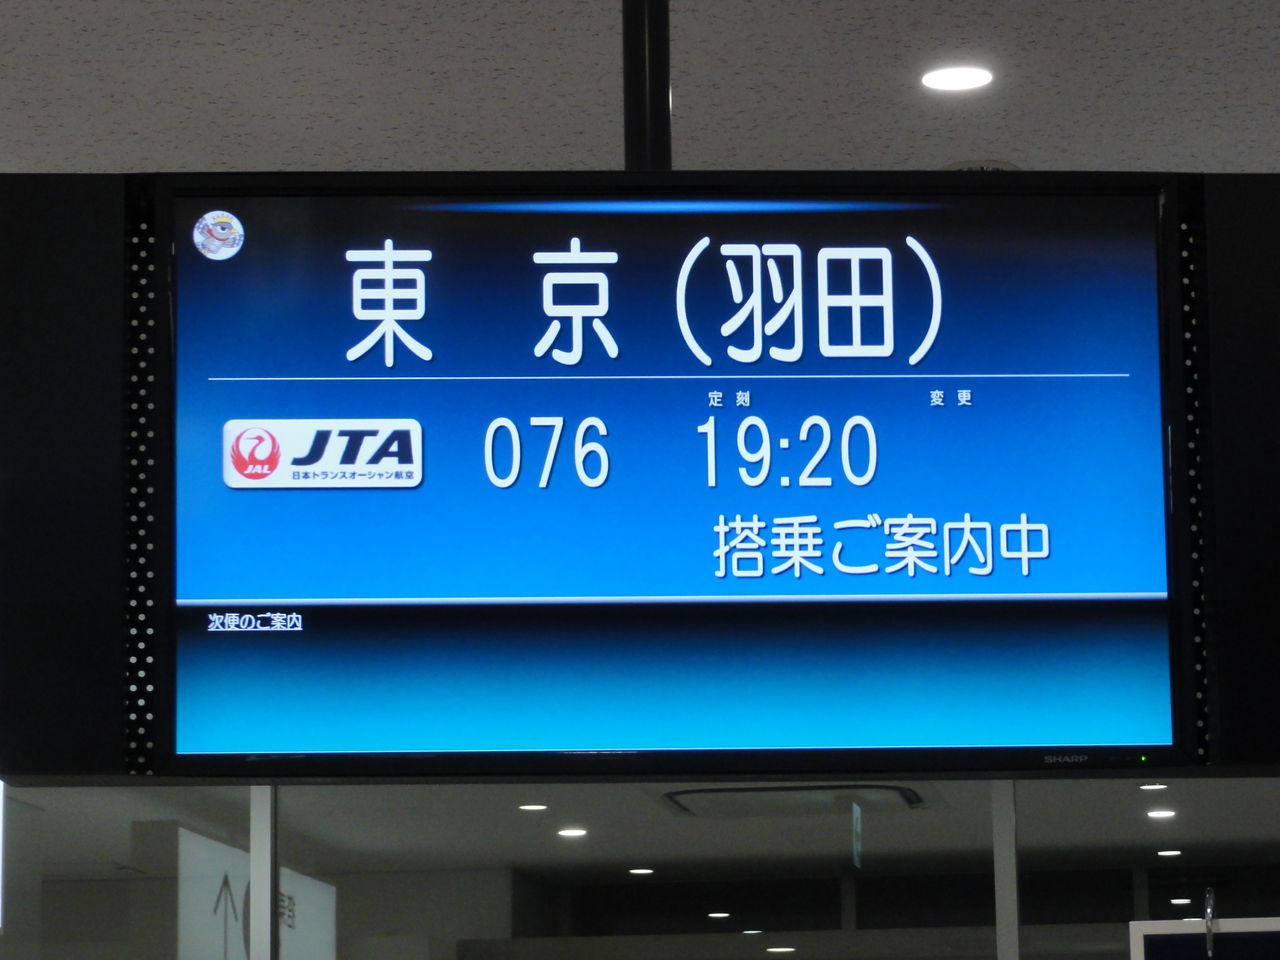 東京（羽田）
定刻 変更
JAL JTA 076 19:20
日本トランスオーシャン航空
搭乗ご案内中
次便のご案内
SHARP